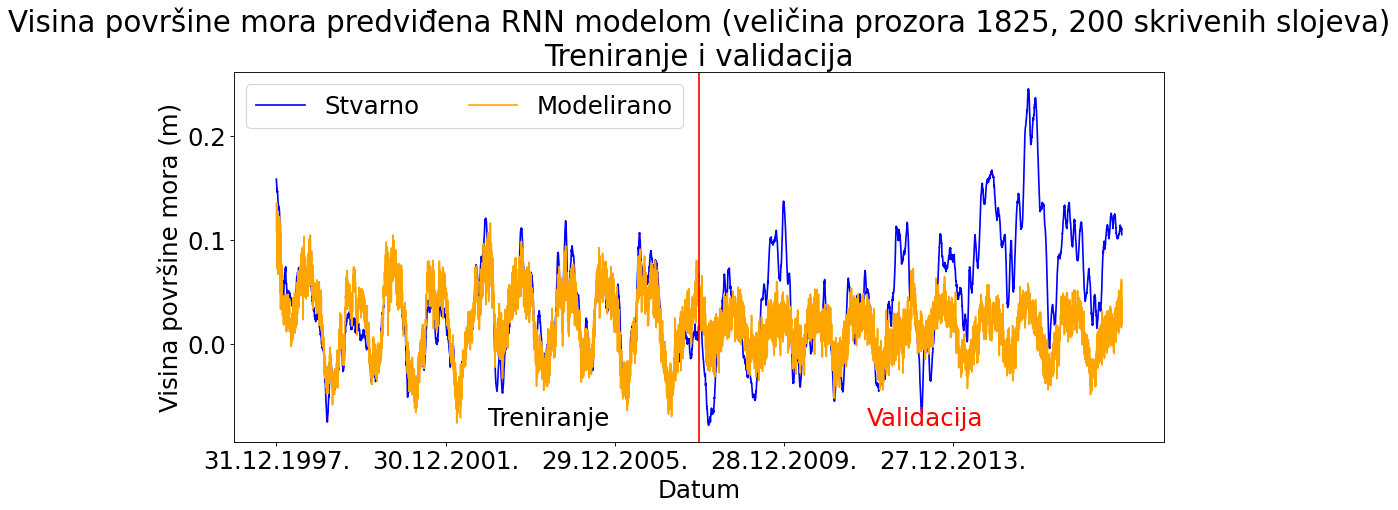 Visina površine mora predviđena RNN modelom (veličina prozora 1825, 200 skrivenih slojeva)
Treniranje i validacija
Stvarno
Modelirano
Visina površine mora (m)
0.2
0.1
0.0
Treniranje
Validacija
31.12.1997.
30.12.2001.
29.12.2005.
28.12.2009.
27.12.2013.
Datum